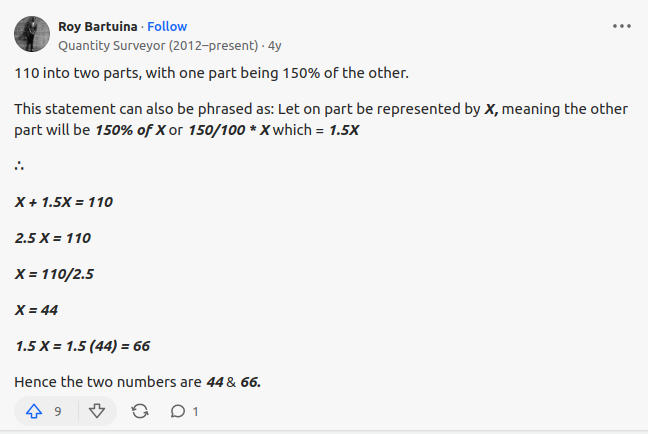 Roy Bartuina · Follow
Quantity Surveyor (2012–present) · 4y
110 into two parts, with one part being 150% of the other.
This statement can also be phrased as: Let on part be represented by X, meaning the other
part will be 150% of X or 150/100 * X which = 1.5X
∴
X + 1.5X = 110
2.5 X = 110
X = 110/2.5
X = 44
1.5 X = 1.5 (44) = 66
Hence the two numbers are 44 & 66.
9 1